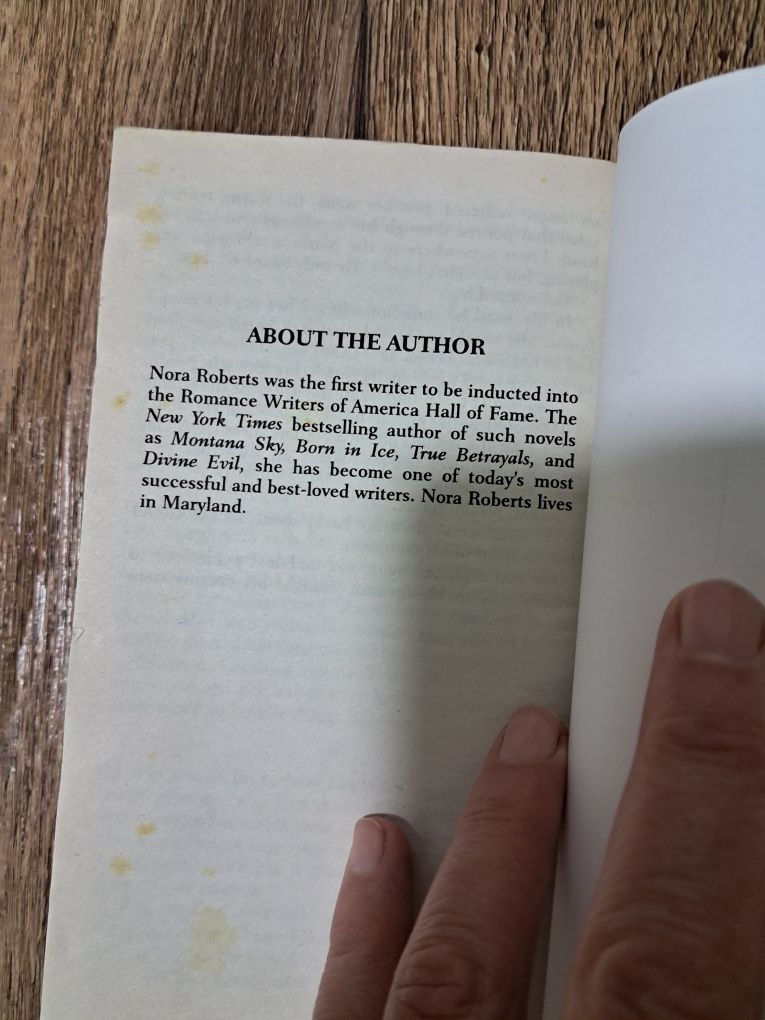 ABOUT THE AUTHOR
Nora Roberts was the first writer to be inducted into
the Romance Writers of America Hall of Fame. The
New York Times bestselling author of such novels
as Montana Sky, Born in Ice, True Betrayals, and
Divine Evil, she has become one of today's most
successful and best-loved writers. Nora Roberts lives
in Maryland.